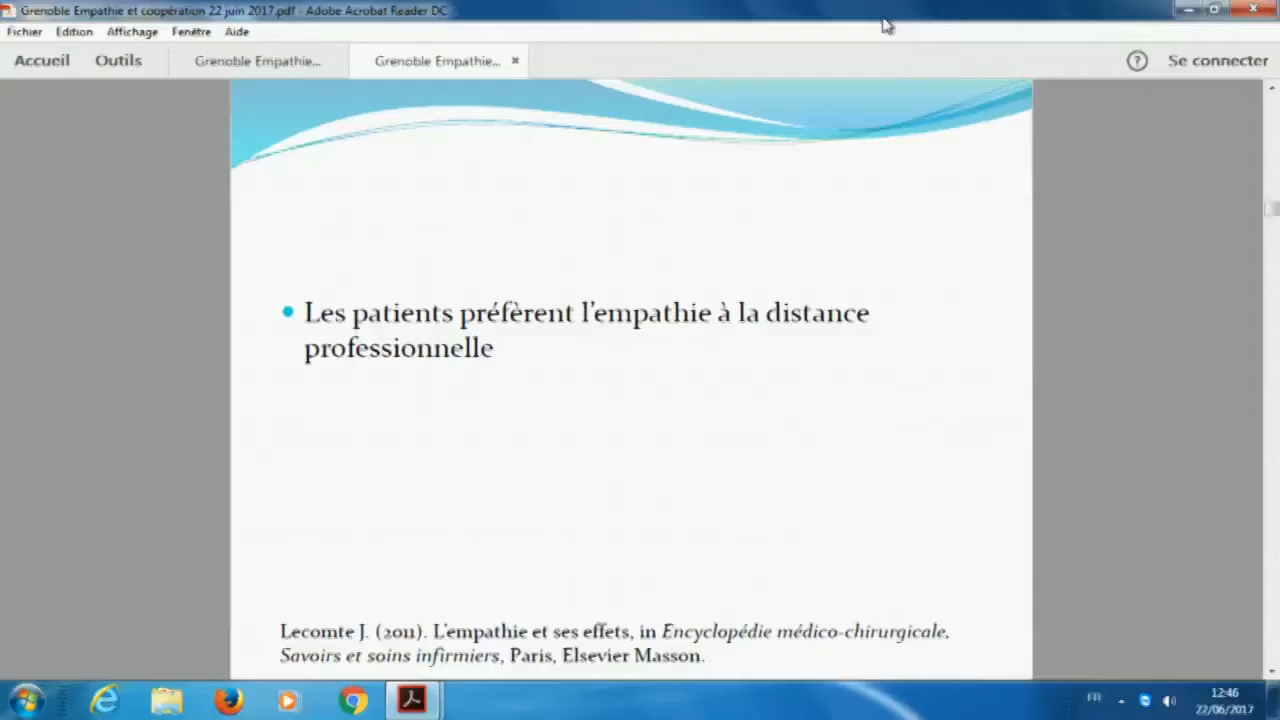 Grenoble Empathie et coopération 22 juin 2017.pdf - Adobe Acrobat Reader DC
Fichier Edition Affichage Fenêtre Aide
Accueil Outils Grenoble Empathie... Grenoble Empathie... × ? Se connecter
• Les patients préfèrent l'empathie à la distance
professionnelle
Lecomte J. (2011). L'empathie et ses effets, in Encyclopédie médico-chirurgicale,
Savoirs et soins infirmiers, Paris, Elsevier Masson.
FR 12:46
22/06/2017